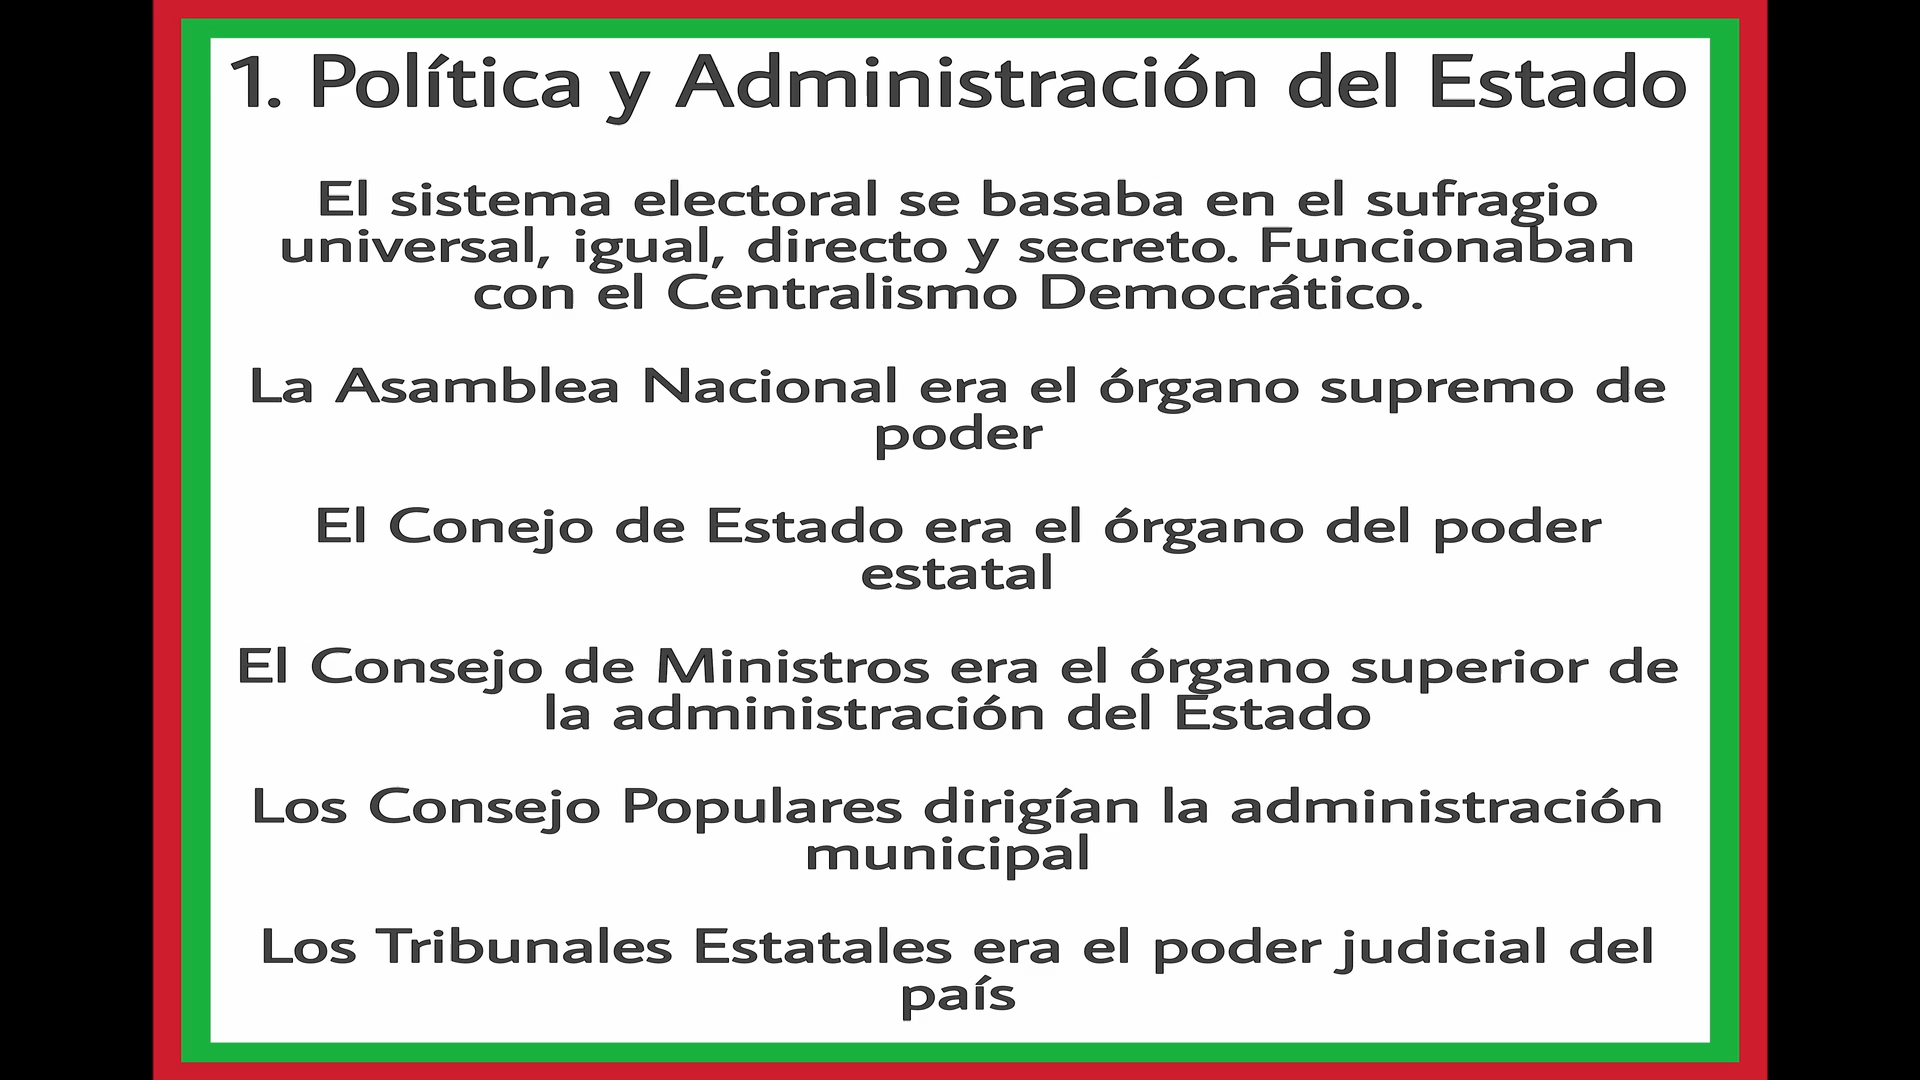 1. Política y Administración del Estado
El sistema electoral se basaba en el sufragio
universal, igual, directo y secreto. Funcionaban
con el Centralismo Democrático.
La Asamblea Nacional era el órgano supremo de
poder
El Conejo de Estado era el órgano del poder
estatal
El Consejo de Ministros era el órgano superior de
la administración del Estado
Los Consejo Populares dirigían la administración
municipal
Los Tribunales Estatales era el poder judicial del
país